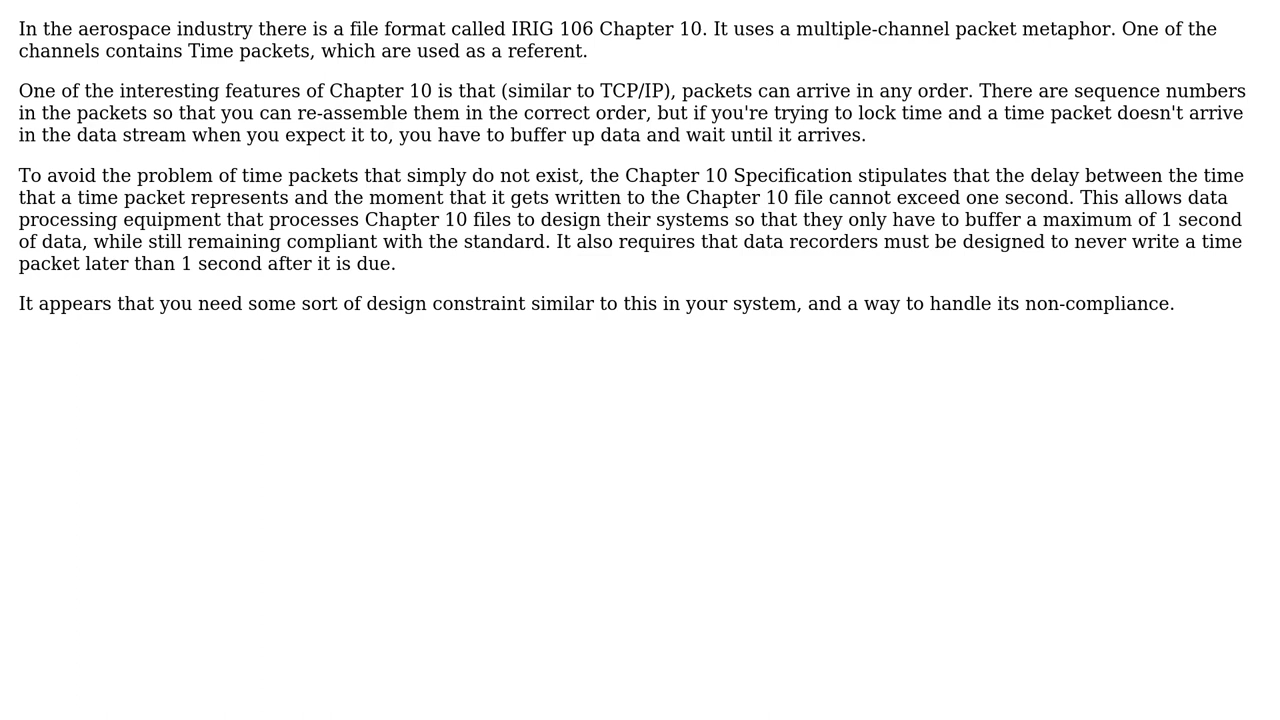 In the aerospace industry there is a file format called IRIG 106 Chapter 10. It uses a multiple-channel packet metaphor. One of the
channels contains Time packets, which are used as a referent.
One of the interesting features of Chapter 10 is that (similar to TCP/IP), packets can arrive in any order. There are sequence numbers
in the packets so that you can re-assemble them in the correct order, but if you're trying to lock time and a time packet doesn't arrive
in the data stream when you expect it to, you have to buffer up data and wait until it arrives.
To avoid the problem of time packets that simply do not exist, the Chapter 10 Specification stipulates that the delay between the time
that a time packet represents and the moment that it gets written to the Chapter 10 file cannot exceed one second. This allows data
processing equipment that processes Chapter 10 files to design their systems so that they only have to buffer a maximum of 1 second
of data, while still remaining compliant with the standard. It also requires that data recorders must be designed to never write a time
packet later than 1 second after it is due.
It appears that you need some sort of design constraint similar to this in your system, and a way to handle its non-compliance.